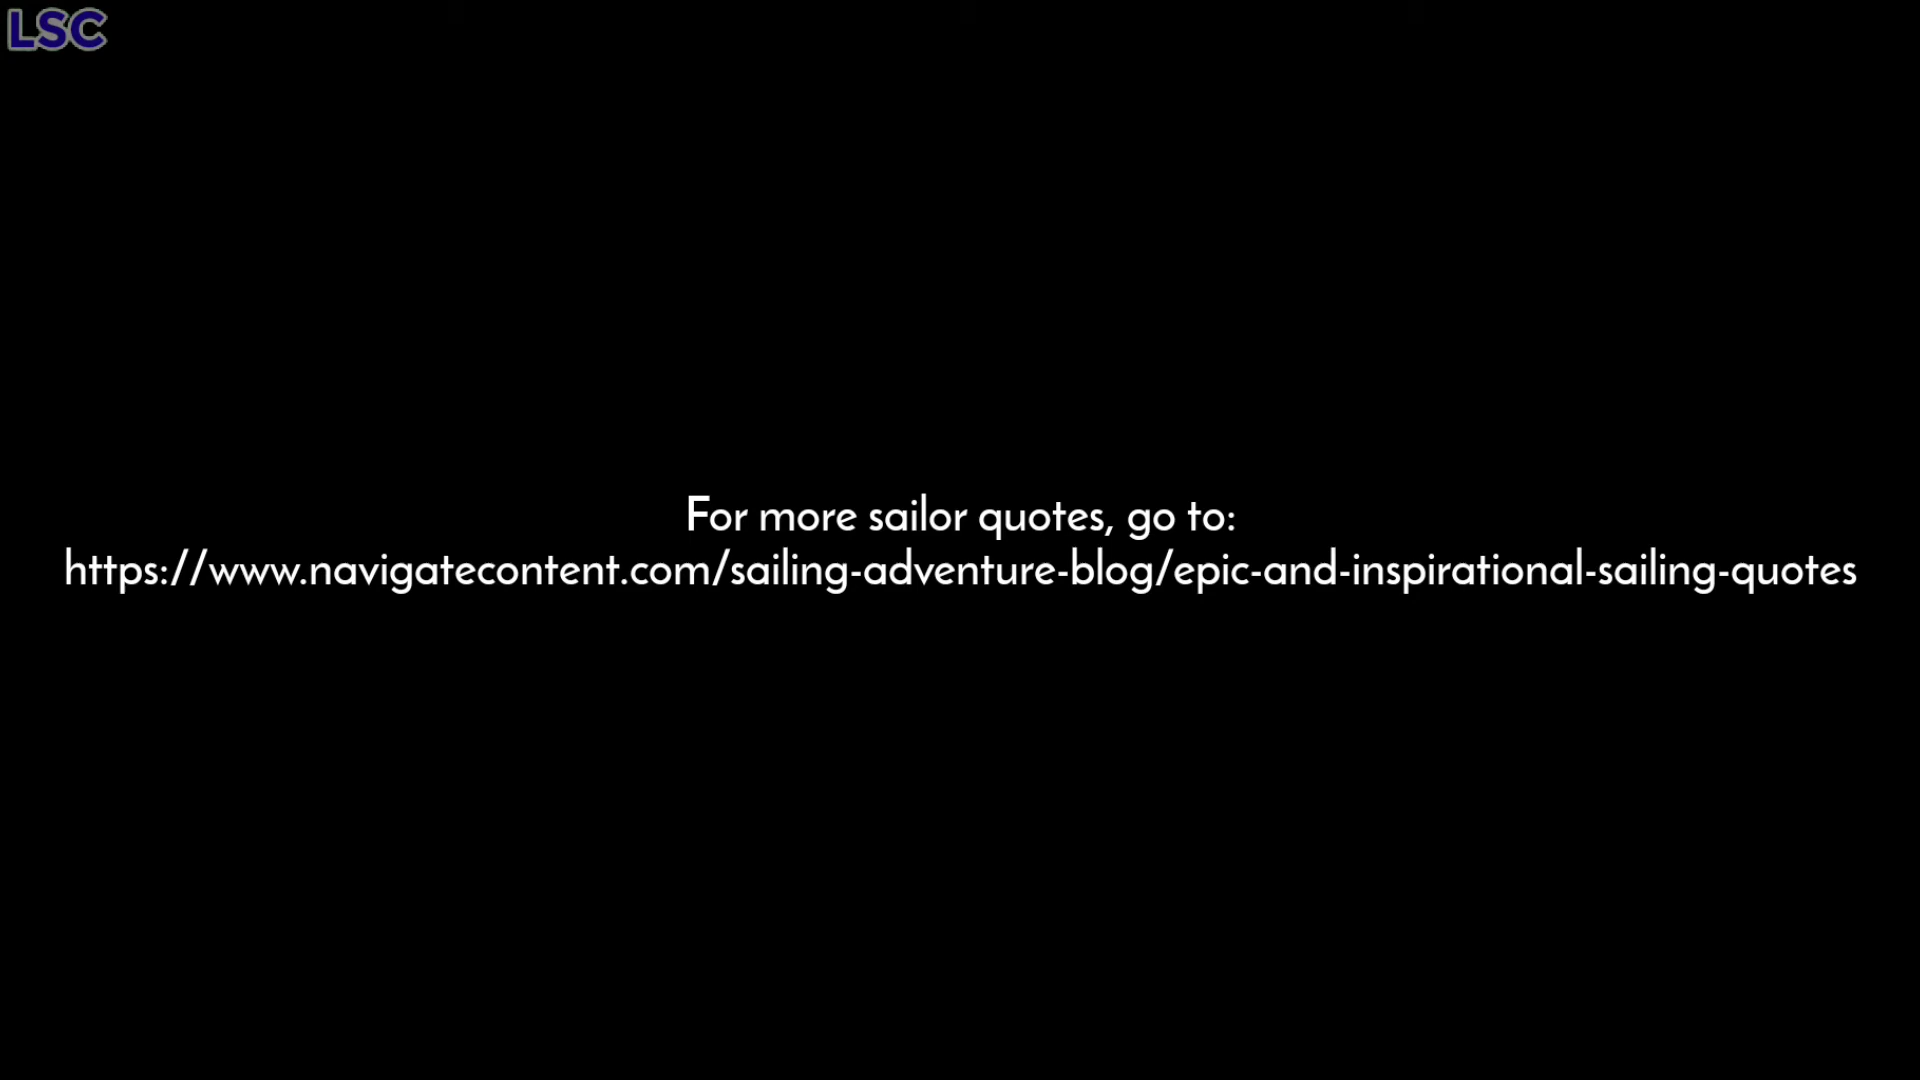 LSC
For more sailor quotes, go to:
https://www.navigatecontent.com/sailing-adventure-blog/epic-and-inspirational-sailing-quotes